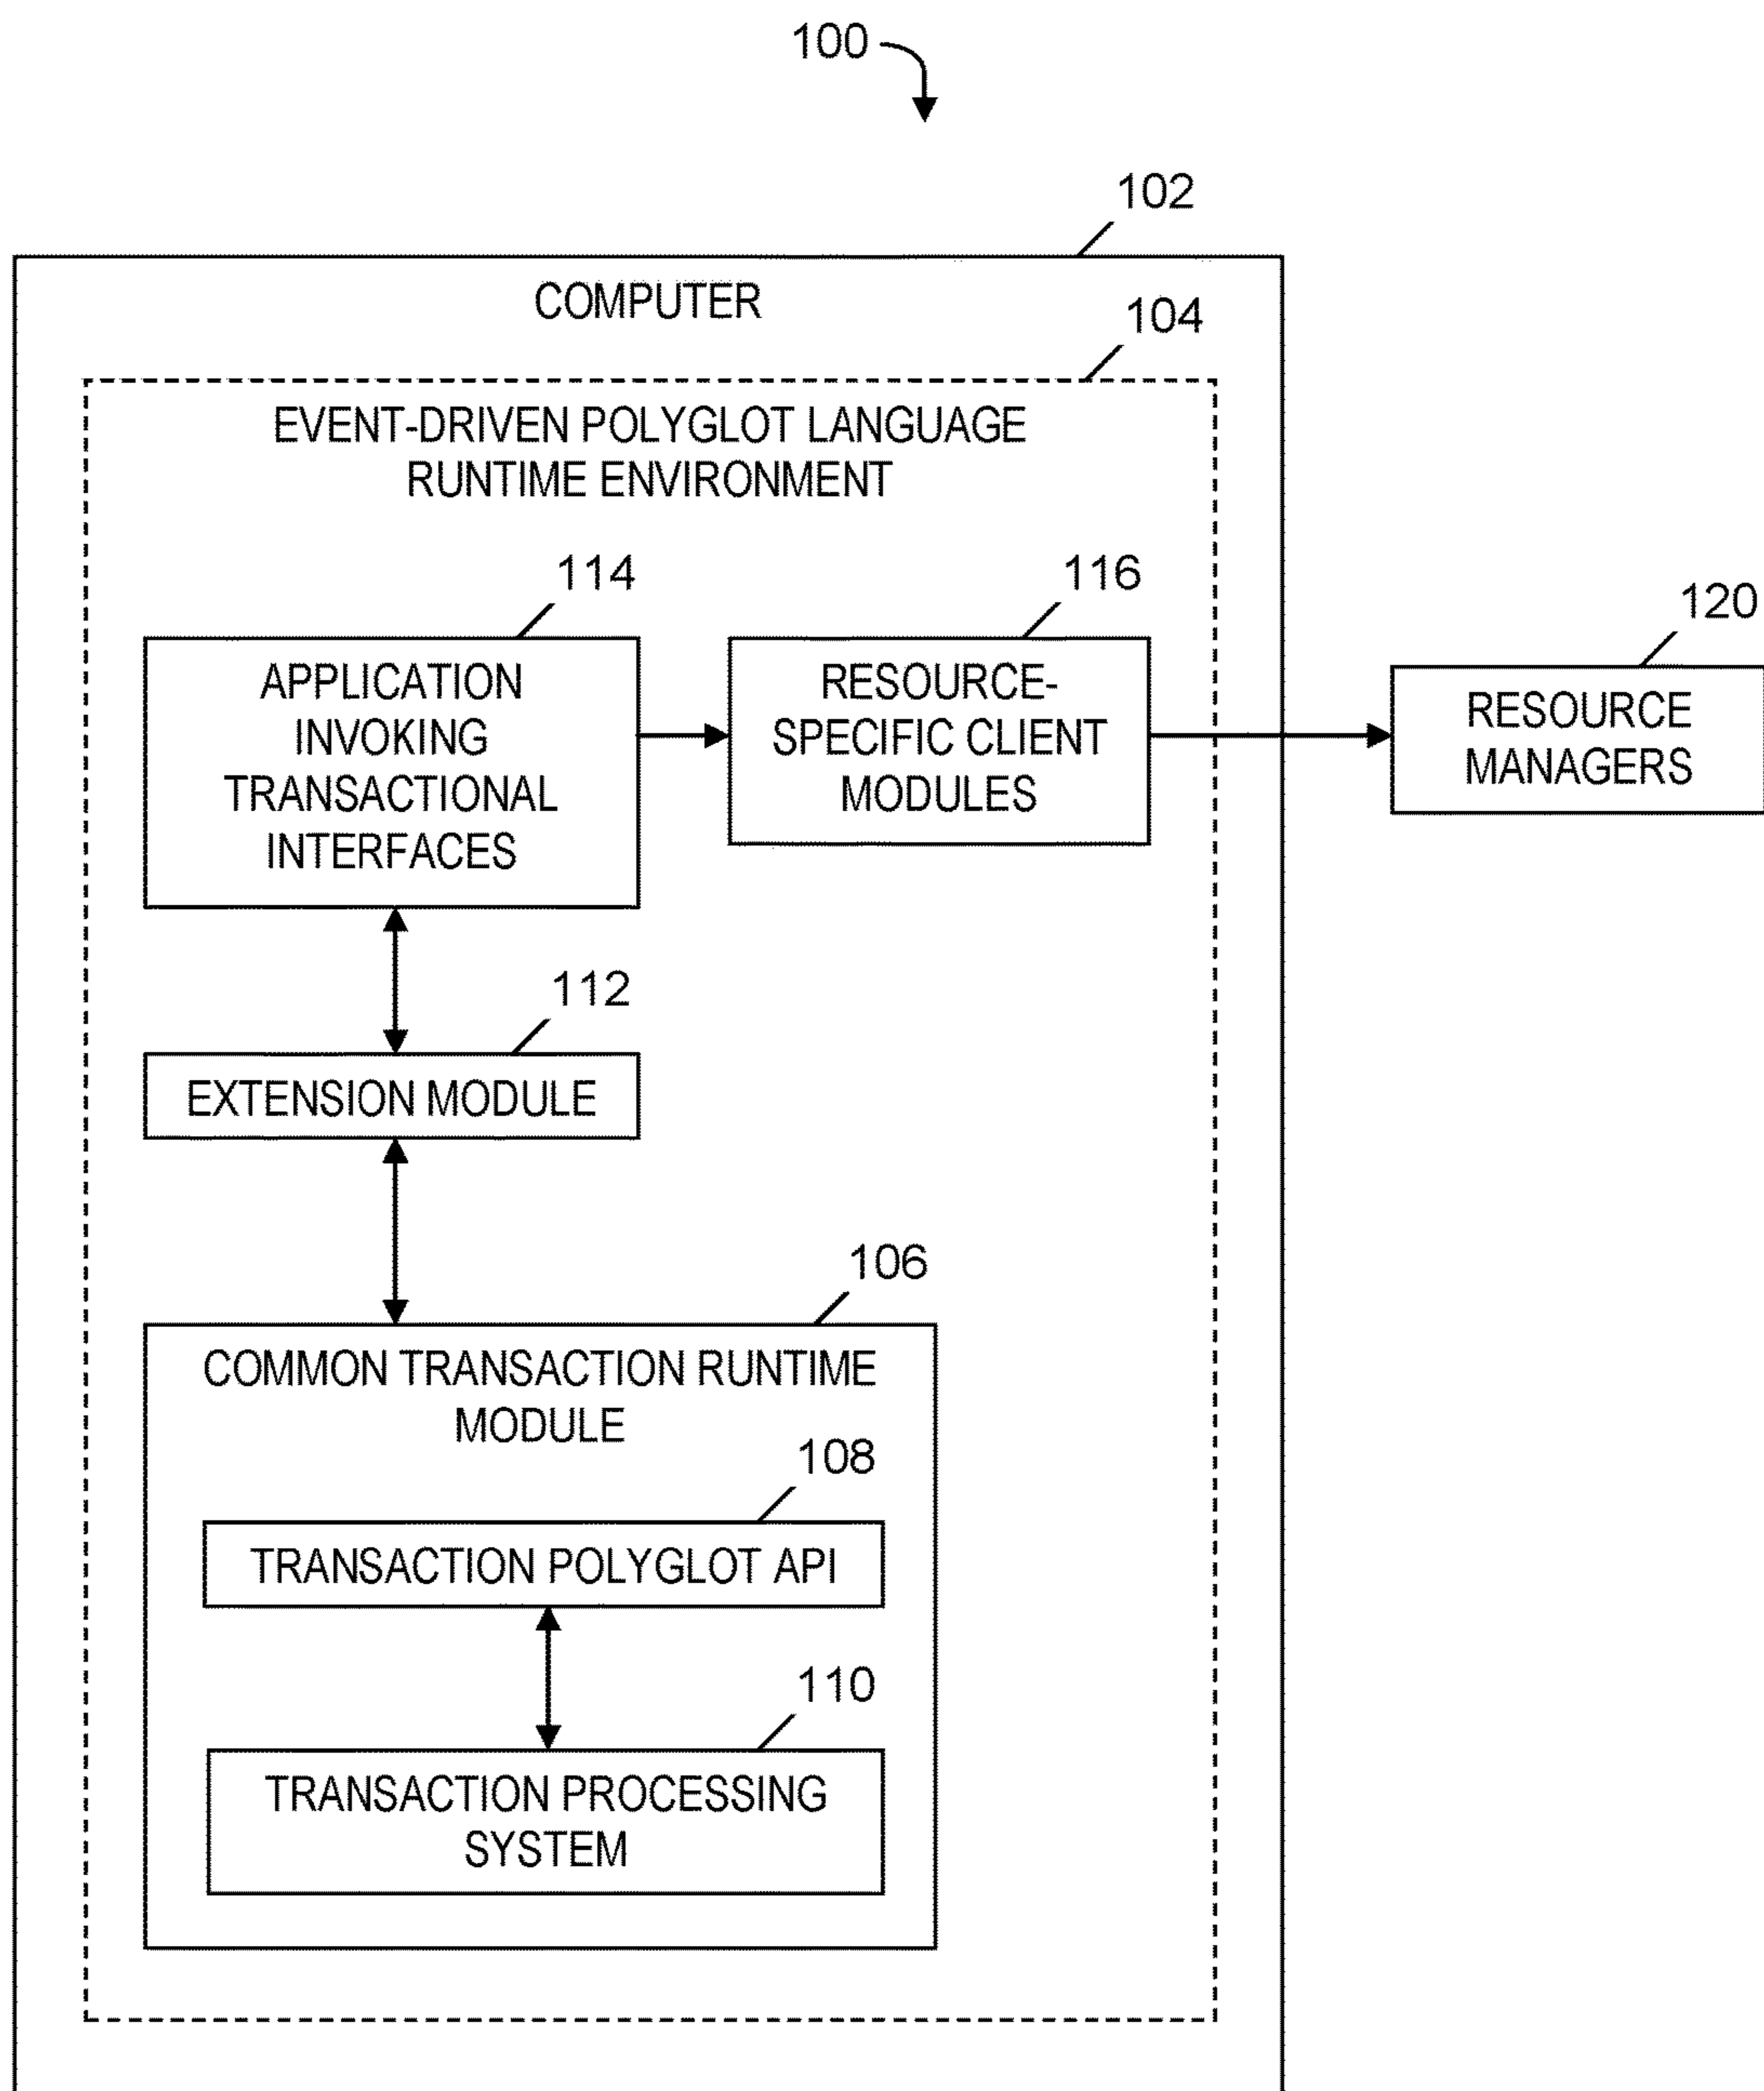 100
102
COMPUTER
104
EVENT-DRIVEN POLYGLOT LANGUAGE
RUNTIME ENVIRONMENT
114
APPLICATION
INVOKING
TRANSACTIONAL
INTERFACES
116
RESOURCE-
SPECIFIC CLIENT
MODULES
120
RESOURCE
MANAGERS
112
EXTENSION MODULE
106
COMMON TRANSACTION RUNTIME
MODULE
108
TRANSACTION POLYGLOT API
110
TRANSACTION PROCESSING
SYSTEM